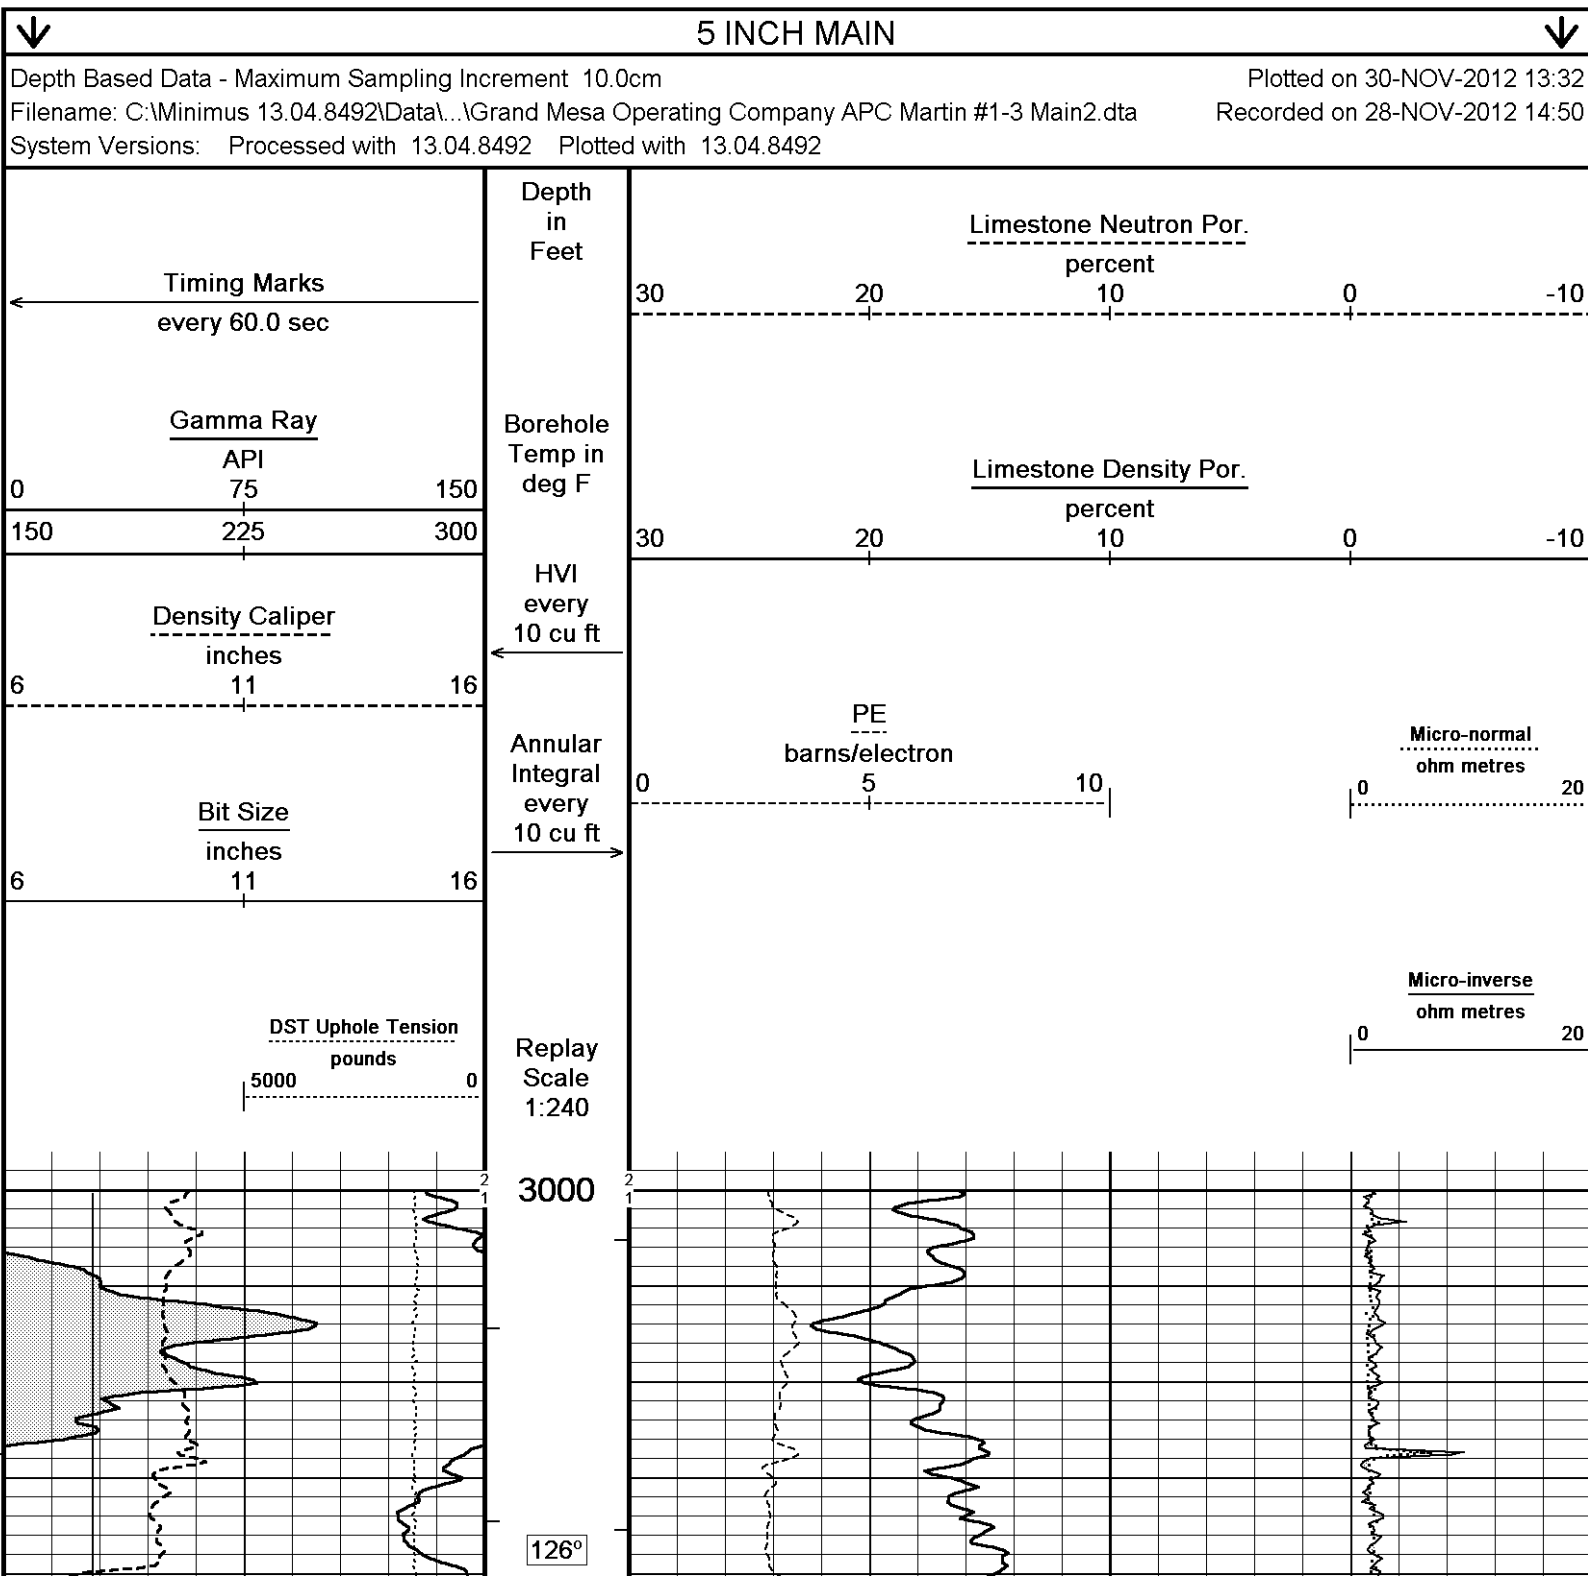 5 INCH MAIN
Depth Based Data - Maximum Sampling Increment 10.0cm
Plotted on 30-NOV-2012 13:32
Filename: C:\Minimus 13.04.8492\Data\...\Grand Mesa Operating Company APC Martin #1-3 Main2.dta
Recorded on 28-NOV-2012 14:50
System Versions: Processed with 13.04.8492 Plotted with 13.04.8492
Timing Marks
every 60.0 sec
Gamma Ray
API
0 75 150
150 225 300
Density Caliper
inches
6 11 16
Bit Size
inches
6 11 16
DST Uphole Tension
pounds
5000 0
Depth
in
Feet
Borehole
Temp in
deg F
HVI
every
10 cu ft
Annular
Integral
every
10 cu ft
Replay
Scale
1:240
Limestone Neutron Por.
percent
30 20 10 0 -10
Limestone Density Por.
percent
30 20 10 0 -10
PE
barns/electron
0 5 10
Micro-normal
ohm metres
0 20
Micro-inverse
ohm metres
0 20
2 2
3000
1 1
126°